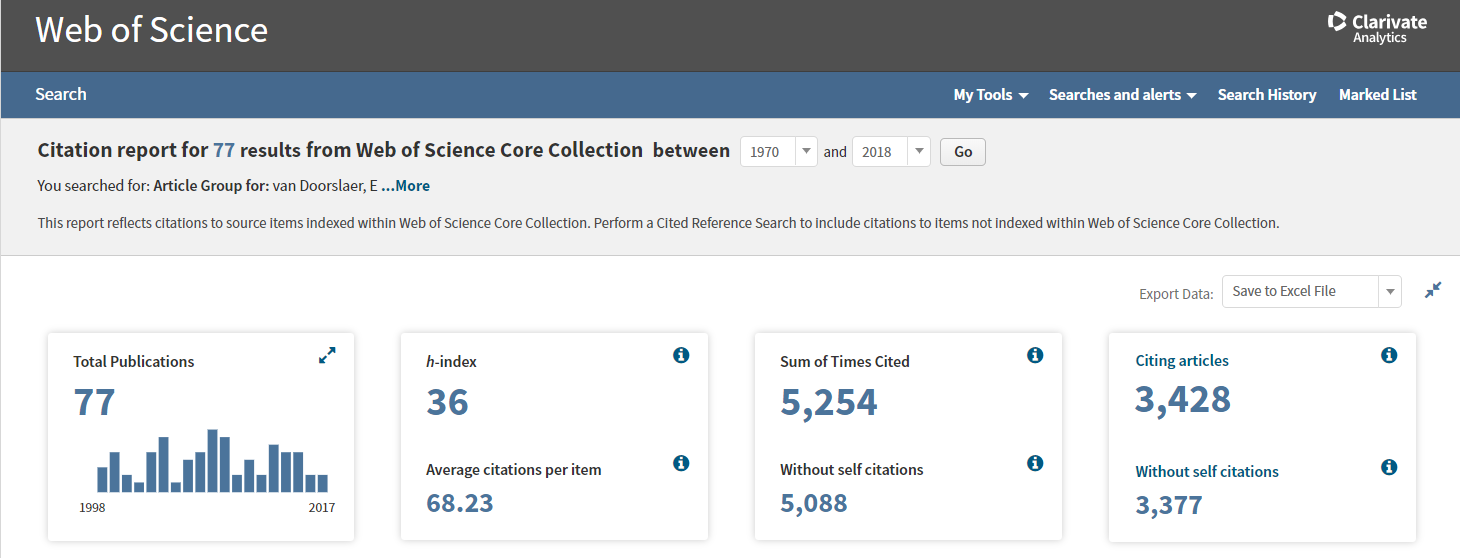 Web of Science
Clarivate
Analytics
Search
My Tools
Searches and alerts
Search History
Marked List
Citation report for 77 results from Web of Science Core Collection between 1970 and 2018 Go
You searched for: Article Group for: van Doorslaer, E ...More
This report reflects citations to source items indexed within Web of Science Core Collection. Perform a Cited Reference Search to include citations to items not indexed within Web of Science Core Collection.
Export Data: Save to Excel File
Total Publications
77
1998 2017
h-index
36
Average citations per item
68.23
Sum of Times Cited
5,254
Without self citations
5,088
Citing articles
3,428
Without self citations
3,377